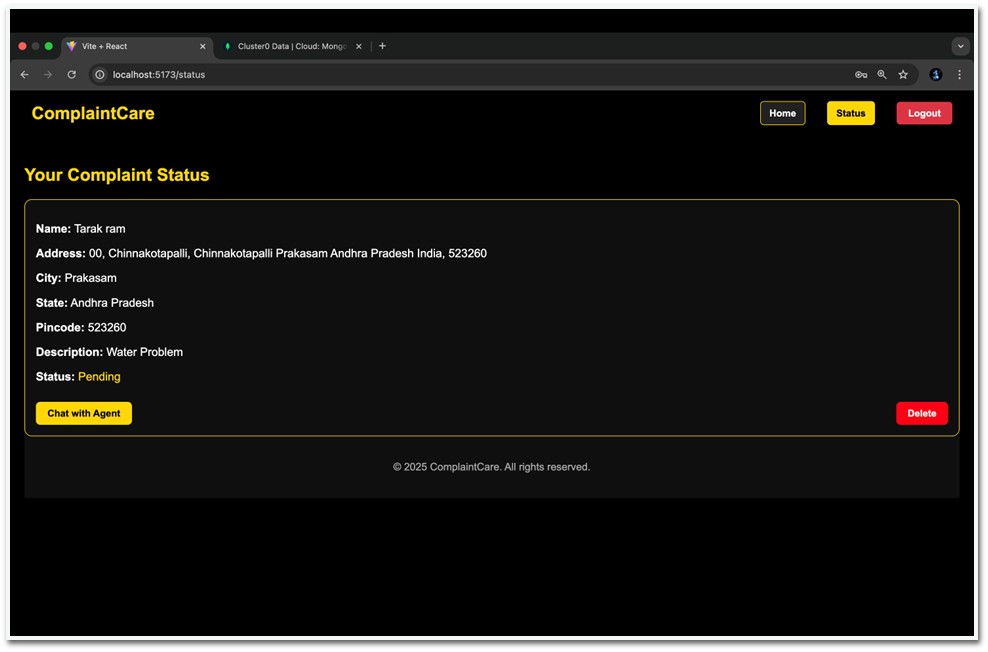 Vite + React
Cluster0 Data | Cloud: Mong
localhost:5173/status
ComplaintCare
Home
Status
Logout
Your Complaint Status
Name: Tarak ram
Address: 00, Chinnakotapalli, Chinnakotapalli Prakasam Andhra Pradesh India, 523260
City: Prakasam
State: Andhra Pradesh
Pincode: 523260
Description: Water Problem
Status: Pending
Chat with Agent
Delete
© 2025 ComplaintCare. All rights reserved.